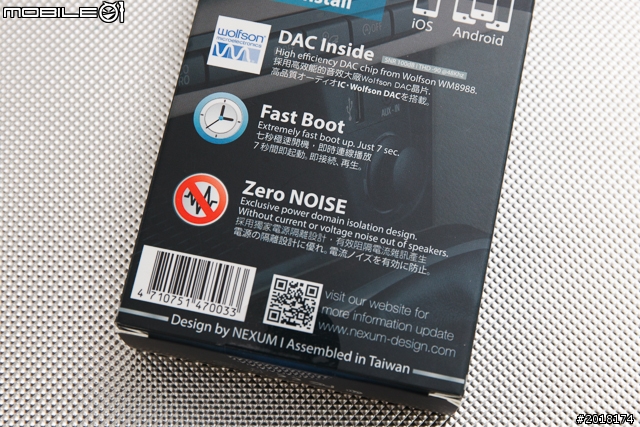 MOBILE01
Install
iOS
Android
wolfson
microelectronics
DAC Inside
High efficiency DAC chip from Wolfson WM8988.
採用高效能的音效大廠Wolfson DAC晶片.
高品質オーディオIC・Wolfson DACを搭載.
AUX-IN
Fast Boot
Extremely fast boot up, Just 7 sec.
七秒極速開機，即時連線播放
7秒間即起動, 即接続, 再生。
Zero NOISE
Exclusive power domain isolation design.
Without current or voltage noise out of speakers.
採用獨家電源隔離設計，有效阻隔電流雜訊產生
電源の隔離設計に優れ, 電流ノイズを有効に防止。
4 710751 470033
visit our website for
more information update
www.nexum-design.com
Design by NEXUM I Assembled in Taiwan
#2018174